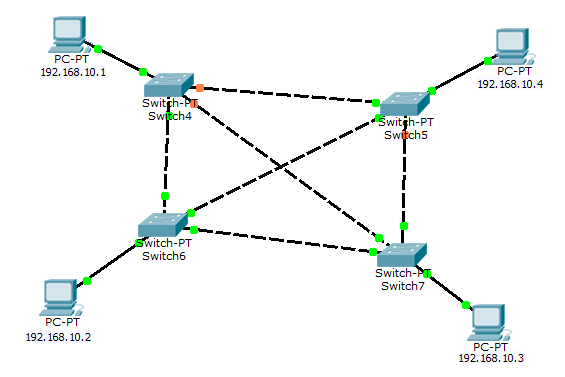 PC-PT
192.168.10.1
PC-PT
192.168.10.4
Switch-PT
Switch4
Switch-PT
Switch5
Switch-PT
Switch6
Switch-PT
Switch7
PC-PT
192.168.10.2
PC-PT
192.168.10.3